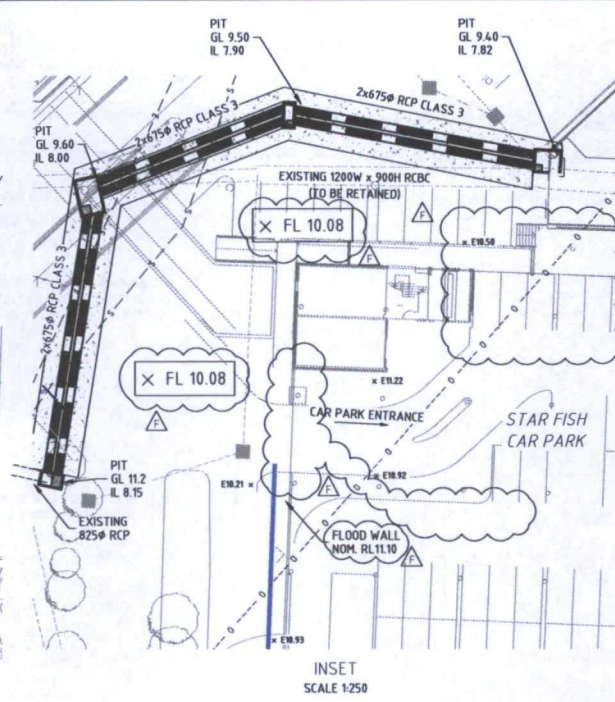 PIT
GL 9.50
IL 7.90
PIT
GL 9.40
IL 7.82
2x675Ø RCP CLASS 3
2x675Ø RCP CLASS 3
PIT
GL 9.60
IL 8.00
EXISTING 1200W x 900H RCBC
(TO BE RETAINED)
F
× FL 10.08
F
× E10.50
2x675Ø RCP CLASS 3
× FL 10.08
F
× E11.22
CAR PARK ENTRANCE
STAR FISH
CAR PARK
PIT
GL 11.2
IL 8.15
E10.21 ×
× E10.92
F
EXISTING
825Ø RCP
FLOOD WALL
NOM. RL11.10
F
× E10.93
INSET
SCALE 1:250